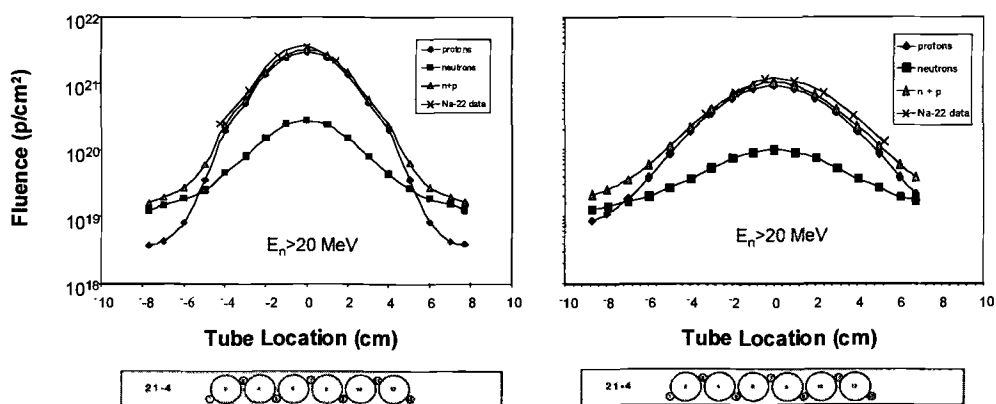 10²²
10²¹
10²⁰
10¹⁹
10¹⁸
Fluence (p/cm²)
protons
neutrons
n+p
Na-22 data
Eₙ>20 MeV
-10 -8 -6 -4 -2 0 2 4 6 8 10
Tube Location (cm)
21-4
protons
neutrons
n + p
Na-22 data
Eₙ>20 MeV
-10 -8 -6 -4 -2 0 2 4 6 8 10
Tube Location (cm)
21-4